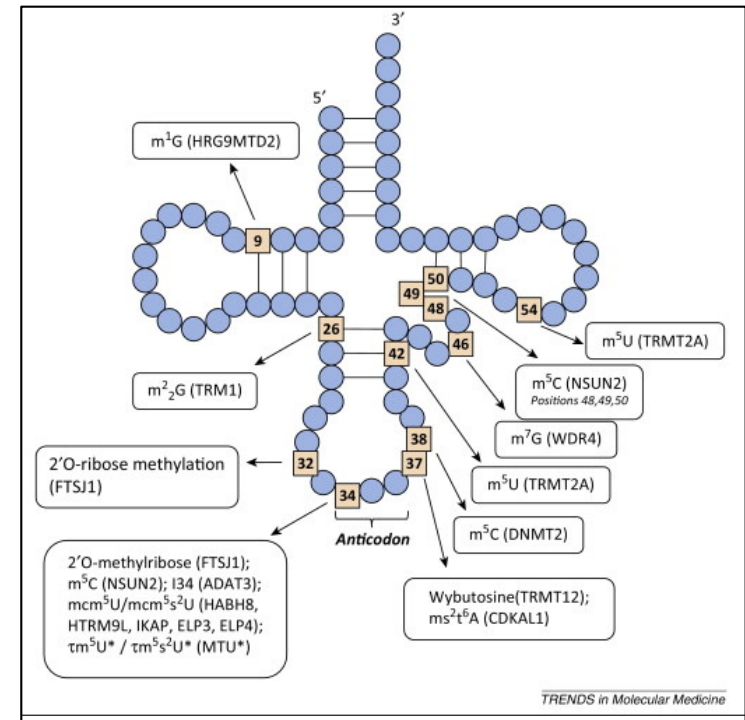 3′
5′
m¹G (HRG9MTD2)
9
50
49
48
54
26
42
46
m⁵U (TRMT2A)
m²₂G (TRM1)
m⁵C (NSUN2)
Positions 48,49,50
m⁷G (WDR4)
38
2′O-ribose methylation
(FTSJ1)
32
37
34
m⁵U (TRMT2A)
Anticodon
m⁵C (DNMT2)
2′O-methylribose (FTSJ1);
m⁵C (NSUN2); I34 (ADAT3);
mcm⁵U/mcm⁵s²U (HABH8,
HTRM9L, IKAP, ELP3, ELP4);
τm⁵U* / τm⁵s²U* (MTU*)
Wybutosine(TRMT12);
ms²t⁶A (CDKAL1)
TRENDS in Molecular Medicine